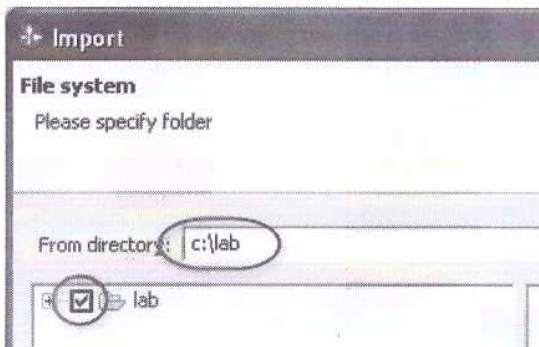 Import
File system
Please specify folder
From directory: c:\lab
lab